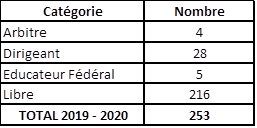 Catégorie Nombre
Arbitre 4
Dirigeant 28
Educateur Fédéral 5
Libre 216
TOTAL 2019 - 2020 253